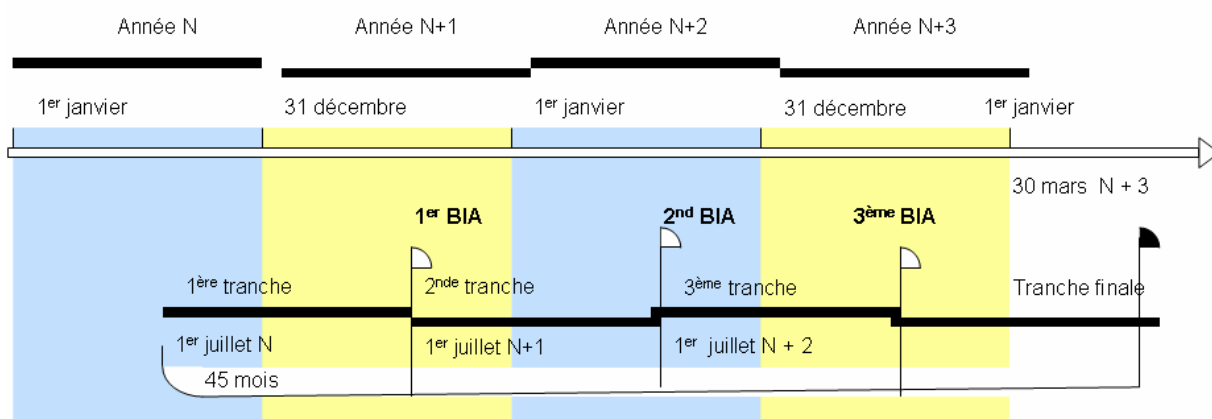 Année N Année N+1 Année N+2 Année N+3
1er janvier 31 décembre 1er janvier 31 décembre 1er janvier
30 mars N + 3
1er BIA 2nd BIA 3ème BIA
1ère tranche 2nde tranche 3ème tranche Tranche finale
1er juillet N 1er juillet N+1 1er juillet N + 2
45 mois